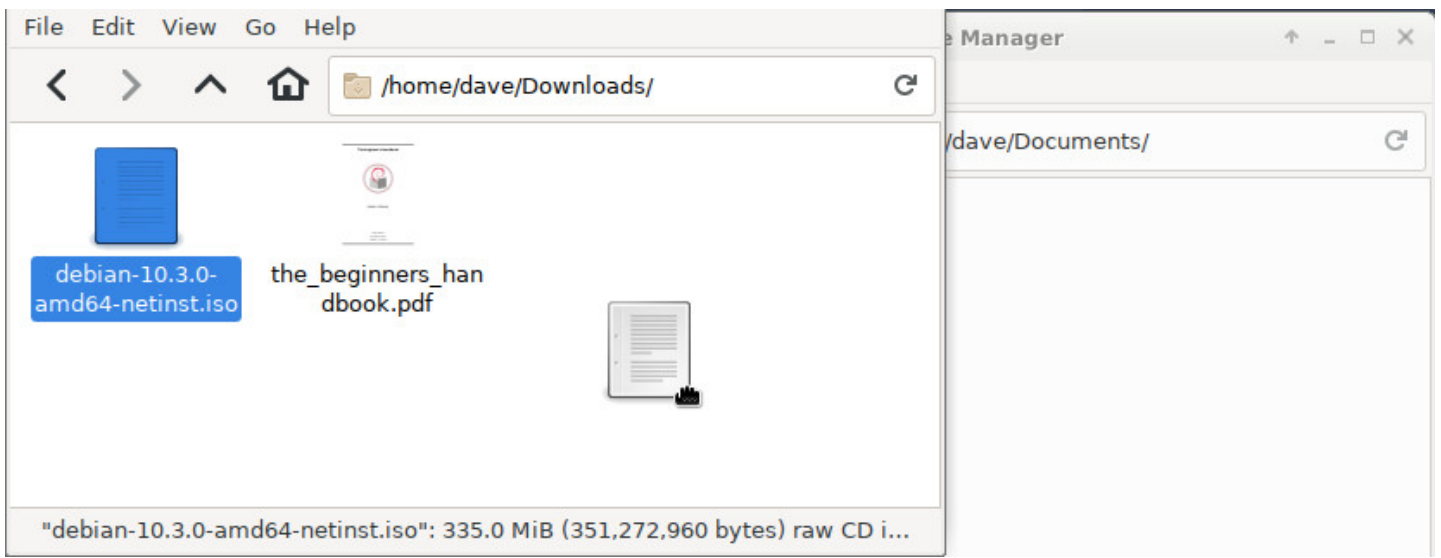 File Edit View Go Help
/home/dave/Downloads/
debian-10.3.0-
amd64-netinst.iso
the_beginners_han
dbook.pdf
"debian-10.3.0-amd64-netinst.iso": 335.0 MiB (351,272,960 bytes) raw CD i...
Manager
/dave/Documents/